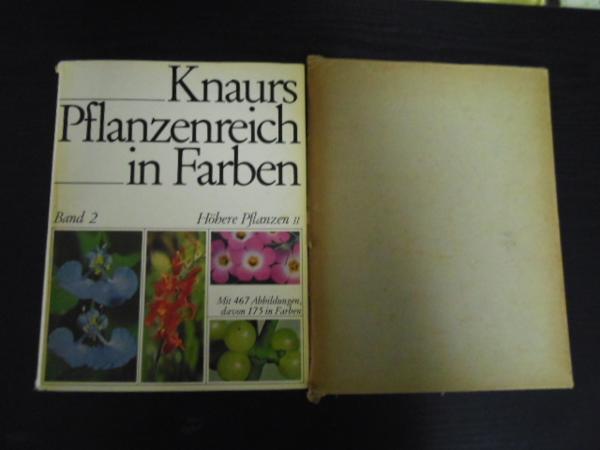 Knaurs
Pflanzenreich
in Farben
Band 2
Höhere Pflanzen II
Mit 467 Abbildungen,
davon 175 in Farben